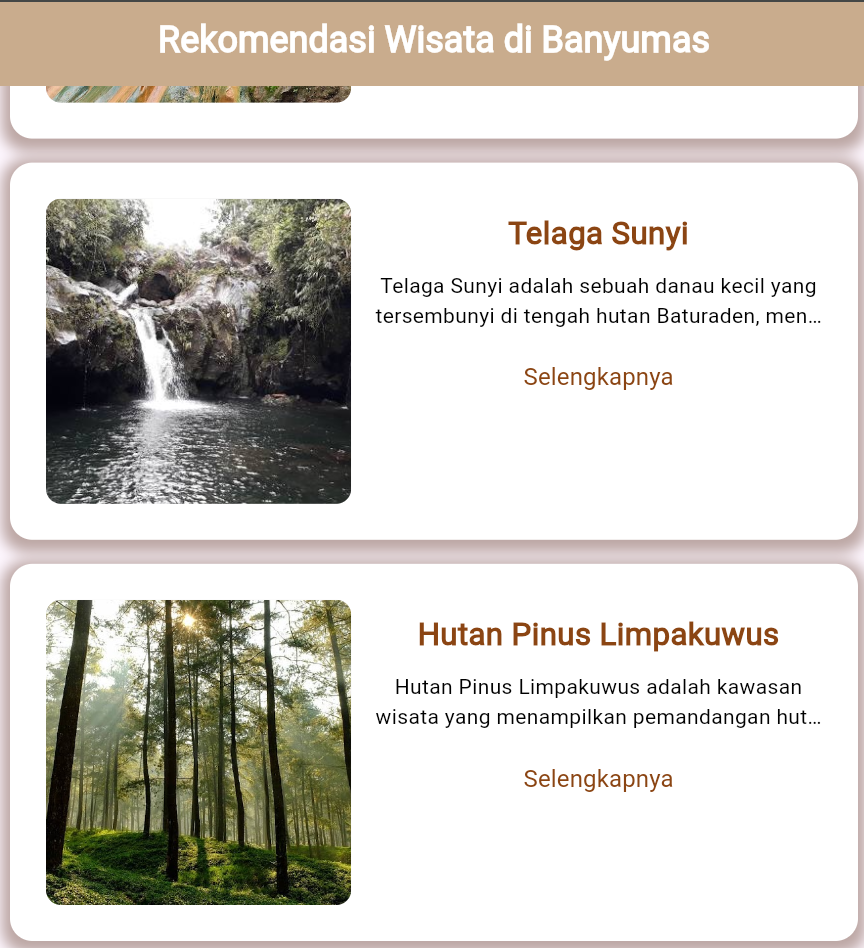 Rekomendasi Wisata di Banyumas
Telaga Sunyi
Telaga Sunyi adalah sebuah danau kecil yang
tersembunyi di tengah hutan Baturaden, men...
Selengkapnya
Hutan Pinus Limpakuwus
Hutan Pinus Limpakuwus adalah kawasan
wisata yang menampilkan pemandangan hut...
Selengkapnya